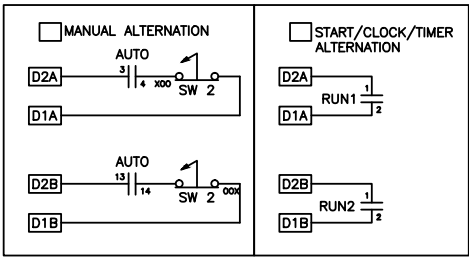 MANUAL ALTERNATION
AUTO
D2A
3
4
X00
SW 2
D1A
AUTO
D2B
13
14
SW 2
00X
D1B
START/CLOCK/TIMER
ALTERNATION
D2A
1
RUN1
2
D1A
D2B
1
RUN2
2
D1B